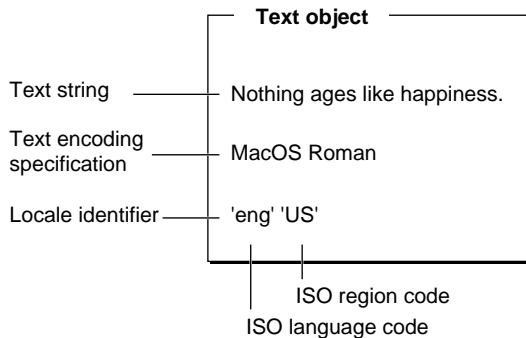 Text object
Text string
Nothing ages like happiness.
Text encoding
specification
MacOS Roman
Locale identifier
'eng' 'US'
ISO region code
ISO language code